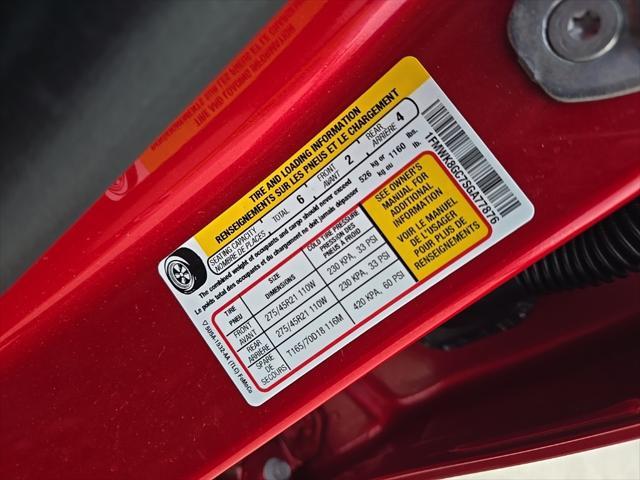 TIRE AND LOADING INFORMATION
RENSEIGNEMENTS SUR LES PNEUS ET LE CHARGEMENT
SEATING CAPACITY
NOMBRE DE PLACES
TOTAL 6
FRONT
AVANT 2
REAR
ARRIÈRE 4
The combined weight of occupants and cargo should never exceed
Le poids total des occupants et du chargement ne doit jamais dépasser
526 kg or
kg ou 1160 lbs.
TIRE
PNEU
SIZE
DIMENSIONS
COLD TIRE PRESSURE
PRESSION DES
PNEUS À FROID
FRONT
AVANT
275/45R21 110W
230 KPA, 33 PSI
REAR
ARRIÈRE
275/45R21 110W
230 KPA, 33 PSI
SPARE
DE
SECOURS
T165/70D18 116M
420 KPA, 60 PSI
SEE OWNER'S
MANUAL FOR
ADDITIONAL
INFORMATION
VOIR LE MANUEL
DE L'USAGER
POUR PLUS DE
RENSEIGNEMENTS
1FMWK8GC7SGA77876